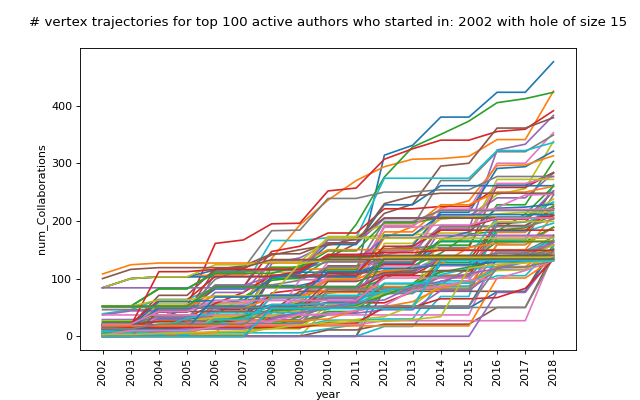 # vertex trajectories for top 100 active authors who started in: 2002 with hole of size 15
num_Collaborations
400
300
200
100
0
2002 2003 2004 2005 2006 2007 2008 2009 2010 2011 2012 2013 2014 2015 2016 2017 2018
year